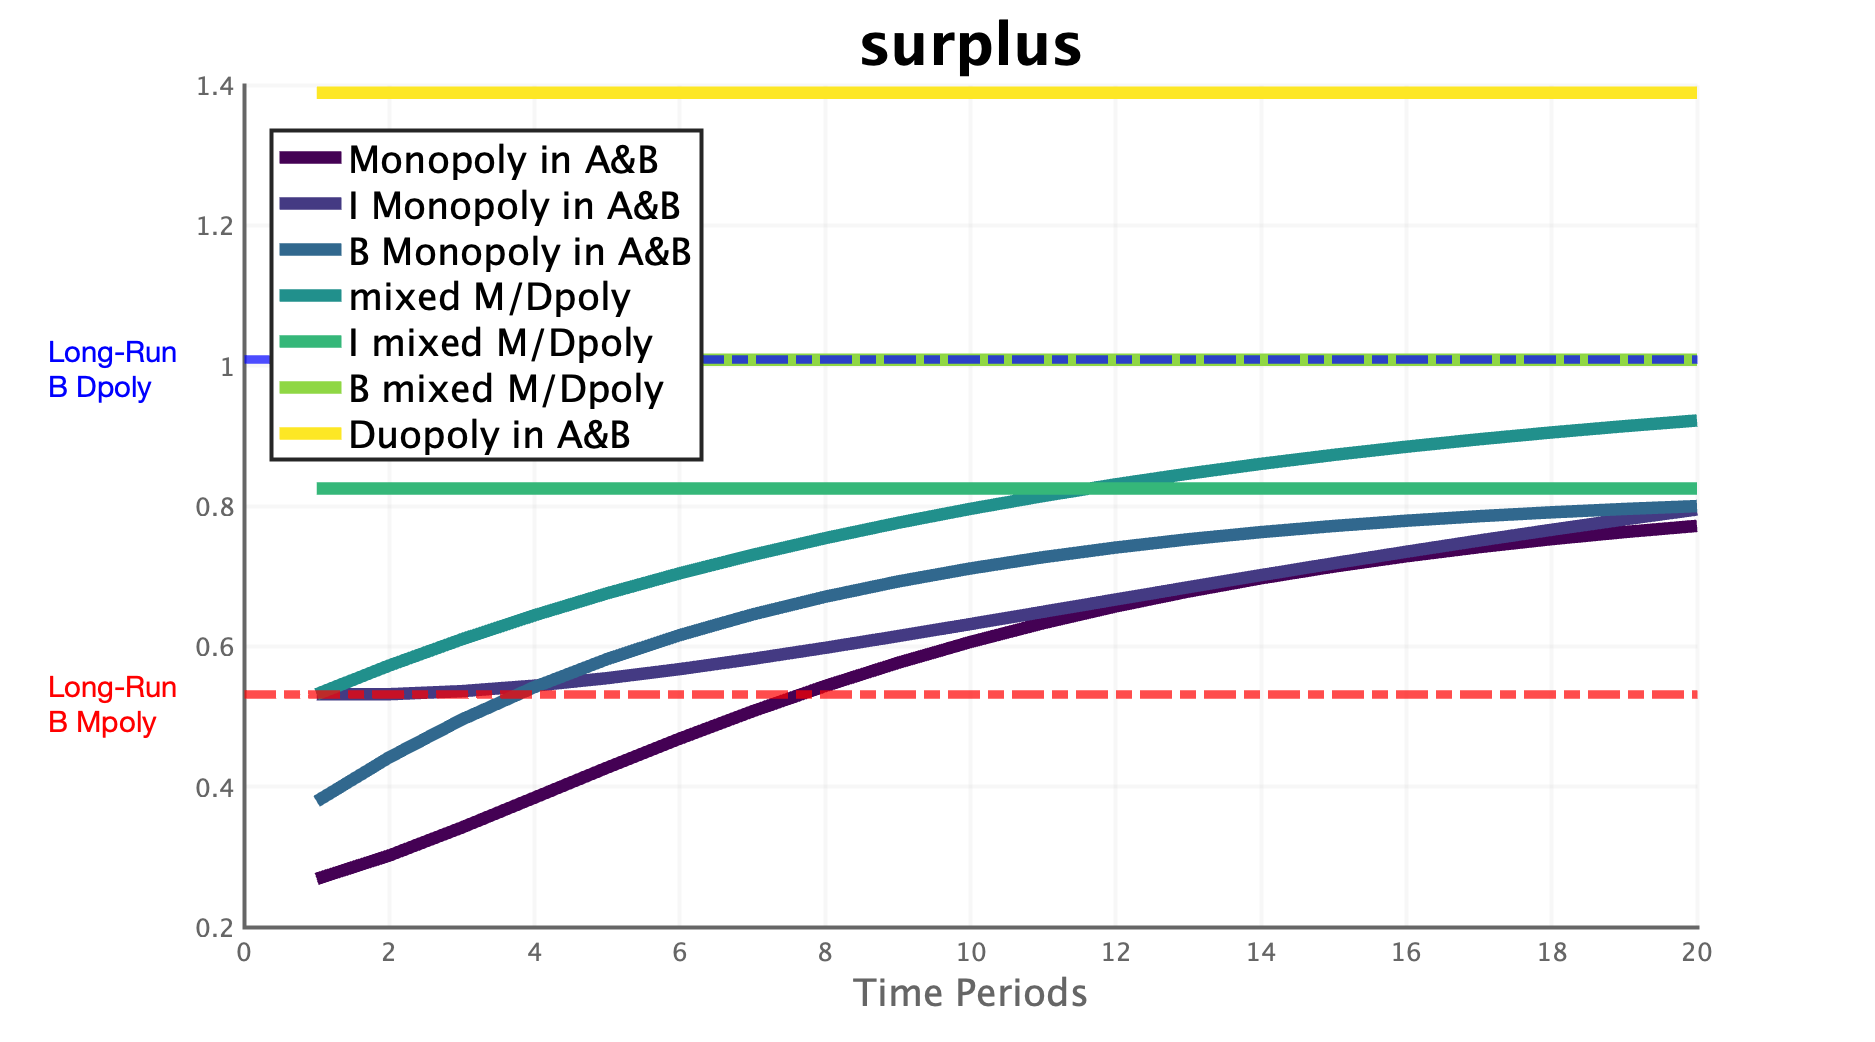 surplus
1.4
1.2
1
0.8
0.6
0.4
0.2
Monopoly in A&B
I Monopoly in A&B
B Monopoly in A&B
mixed M/Dpoly
I mixed M/Dpoly
B mixed M/Dpoly
Duopoly in A&B
Long-Run
B Dpoly
Long-Run
B Mpoly
0 2 4 6 8 10 12 14 16 18 20
Time Periods